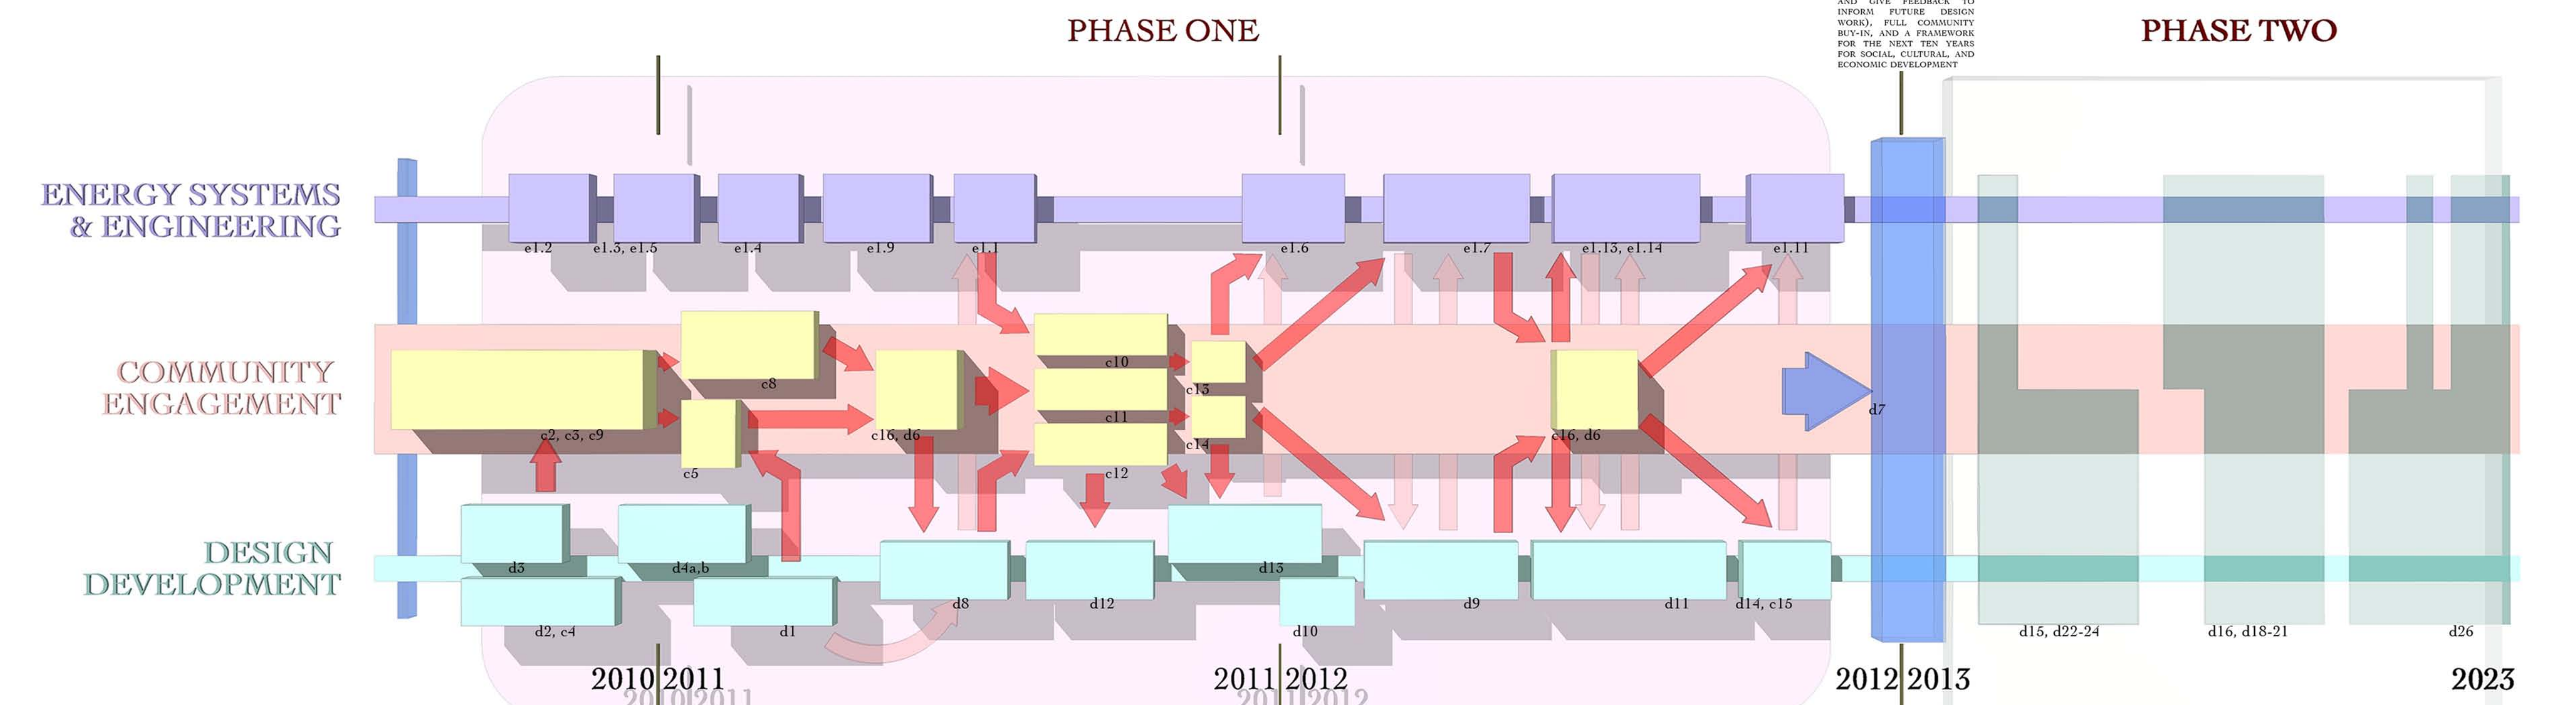 PHASE ONE
AND GIVE FEEDBACK TO
INFORM FUTURE DESIGN
WORK), FULL COMMUNITY
BUY-IN, AND A FRAMEWORK
FOR THE NEXT TEN YEARS
FOR SOCIAL, CULTURAL, AND
ECONOMIC DEVELOPMENT
PHASE TWO
ENERGY SYSTEMS
& ENGINEERING
e1.2
e1.3, e1.5
e1.4
e1.9
e1.1
e1.6
e1.7
e1.13, e1.14
e1.11
COMMUNITY
ENGAGEMENT
c2, c3, c9
c8
c5
c16, d6
c10
c11
c12
c13
c14
c16, d6
d7
DESIGN
DEVELOPMENT
d3
d4a,b
d2, c4
d1
d8
d12
d13
d10
d9
d11
d14, c15
d15, d22-24
d16, d18-21
d26
2010 2011
2011 2012
2012 2013
2023